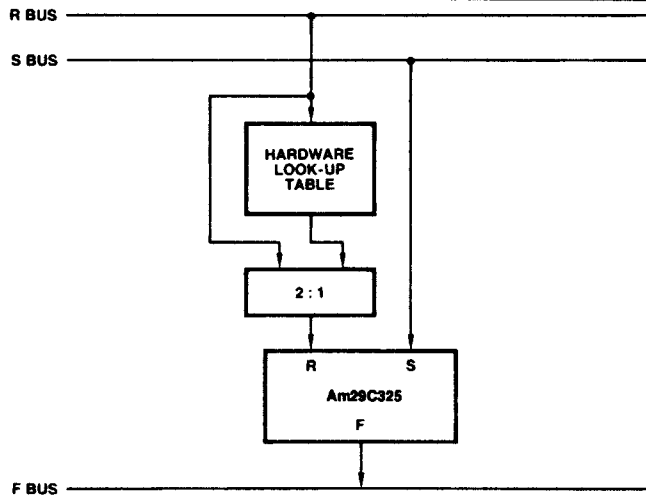 R BUS
S BUS
HARDWARE
LOOK-UP
TABLE
2 : 1
R S
Am29C325
F
F BUS